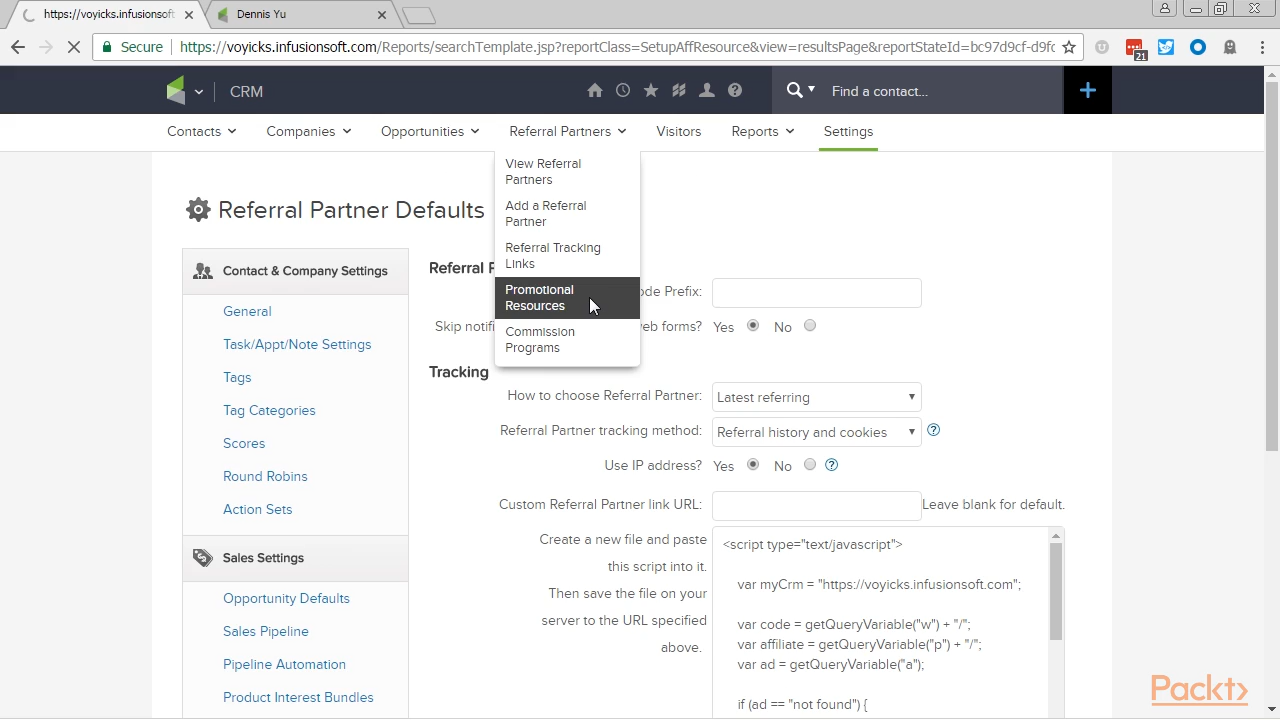 https://voyicks.infusionsoft
Dennis Yu
Secure
https://voyicks.infusionsoft.com/Reports/searchTemplate.jsp?reportClass=SetupAffResource&view=resultsPage&reportStateId=bc97d9cf-d9fc
21
CRM
Find a contact...
Contacts
Companies
Opportunities
Referral Partners
Visitors
Reports
Settings
View Referral
Partners
Add a Referral
Partner
Referral Tracking
Links
Promotional
Resources
Commission
Programs
Referral Partner Defaults
Contact & Company Settings
General
Task/Appt/Note Settings
Tags
Tag Categories
Scores
Round Robins
Action Sets
Sales Settings
Opportunity Defaults
Sales Pipeline
Pipeline Automation
Product Interest Bundles
Referral P
ode Prefix:
Skip notifi
eb forms? Yes No
Tracking
How to choose Referral Partner: Latest referring
Referral Partner tracking method: Referral history and cookies ?
Use IP address? Yes No ?
Custom Referral Partner link URL: Leave blank for default.
Create a new file and paste
this script into it.
Then save the file on your
server to the URL specified
above.
<script type="text/javascript">
var myCrm = "https://voyicks.infusionsoft.com";
var code = getQueryVariable("w") + "/";
var affiliate = getQueryVariable("p") + "/";
var ad = getQueryVariable("a");
if (ad == "not found") {
Packt>